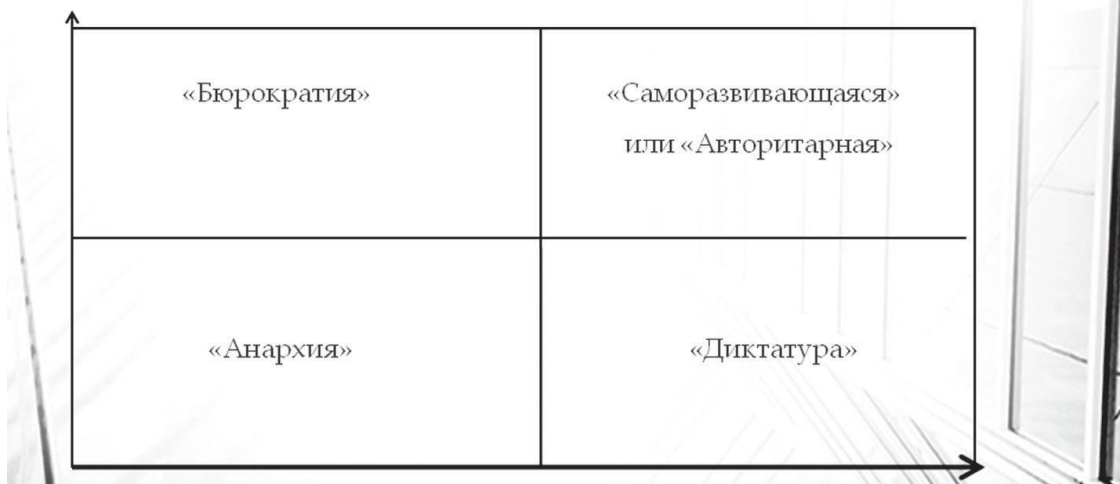 «Бюрократия»
«Саморазвивающаяся»
или «Авторитарная»
«Анархия»
«Диктатура»